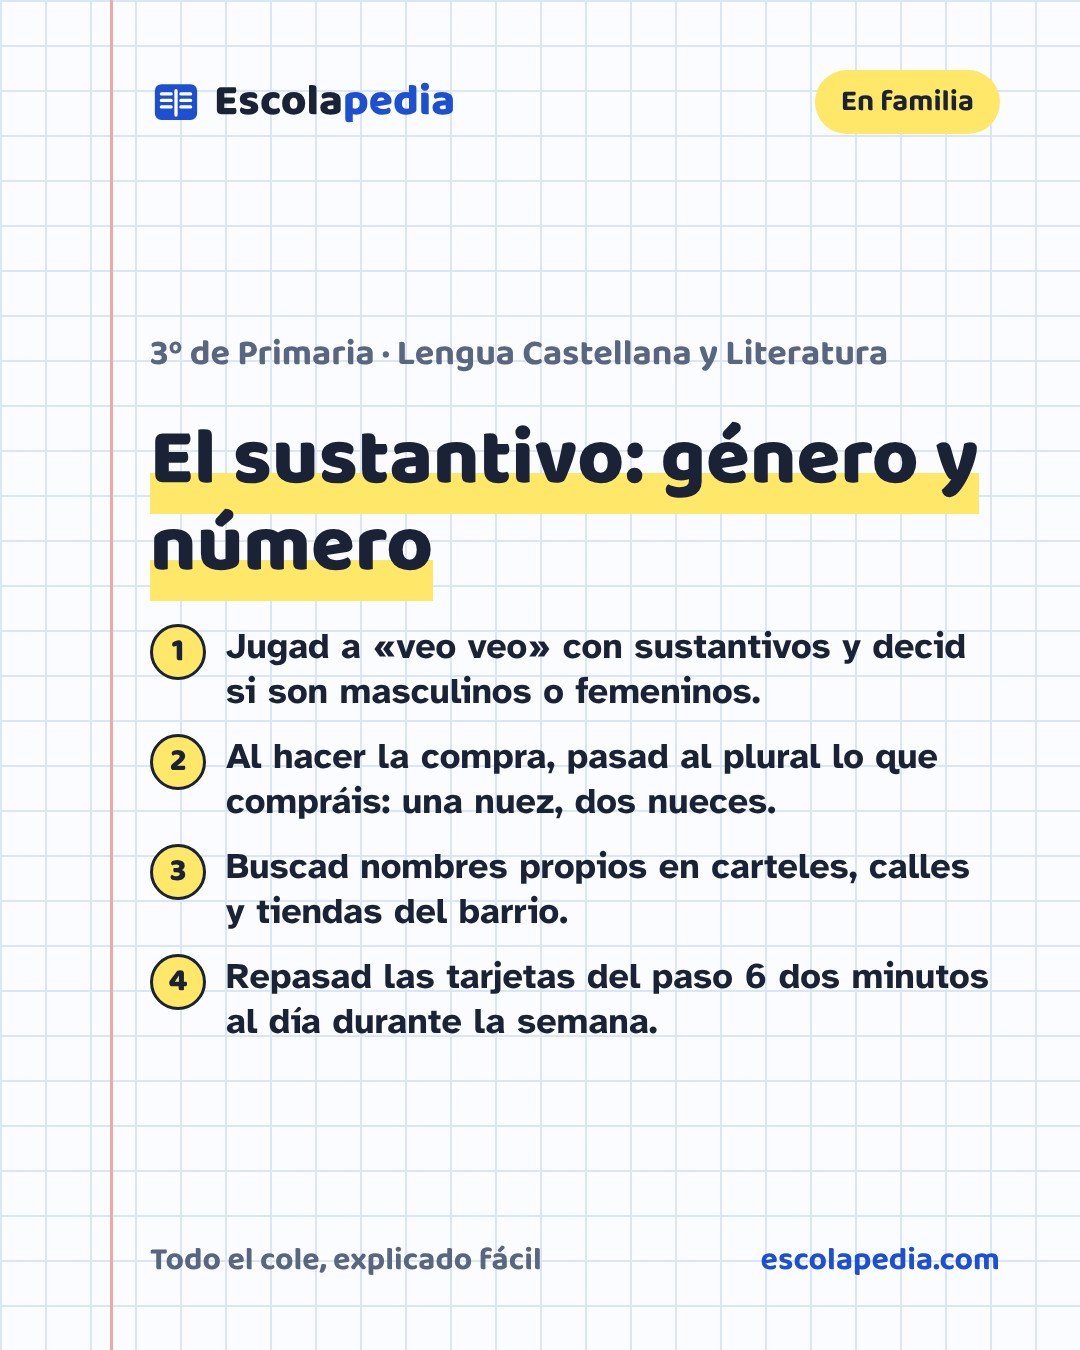 Escolapedia
En familia
3º de Primaria · Lengua Castellana y Literatura
El sustantivo: género y
número
1 Jugad a «veo veo» con sustantivos y decid
si son masculinos o femeninos.
2 Al hacer la compra, pasad al plural lo que
compráis: una nuez, dos nueces.
3 Buscad nombres propios en carteles, calles
y tiendas del barrio.
4 Repasad las tarjetas del paso 6 dos minutos
al día durante la semana.
Todo el cole, explicado fácil
escolapedia.com